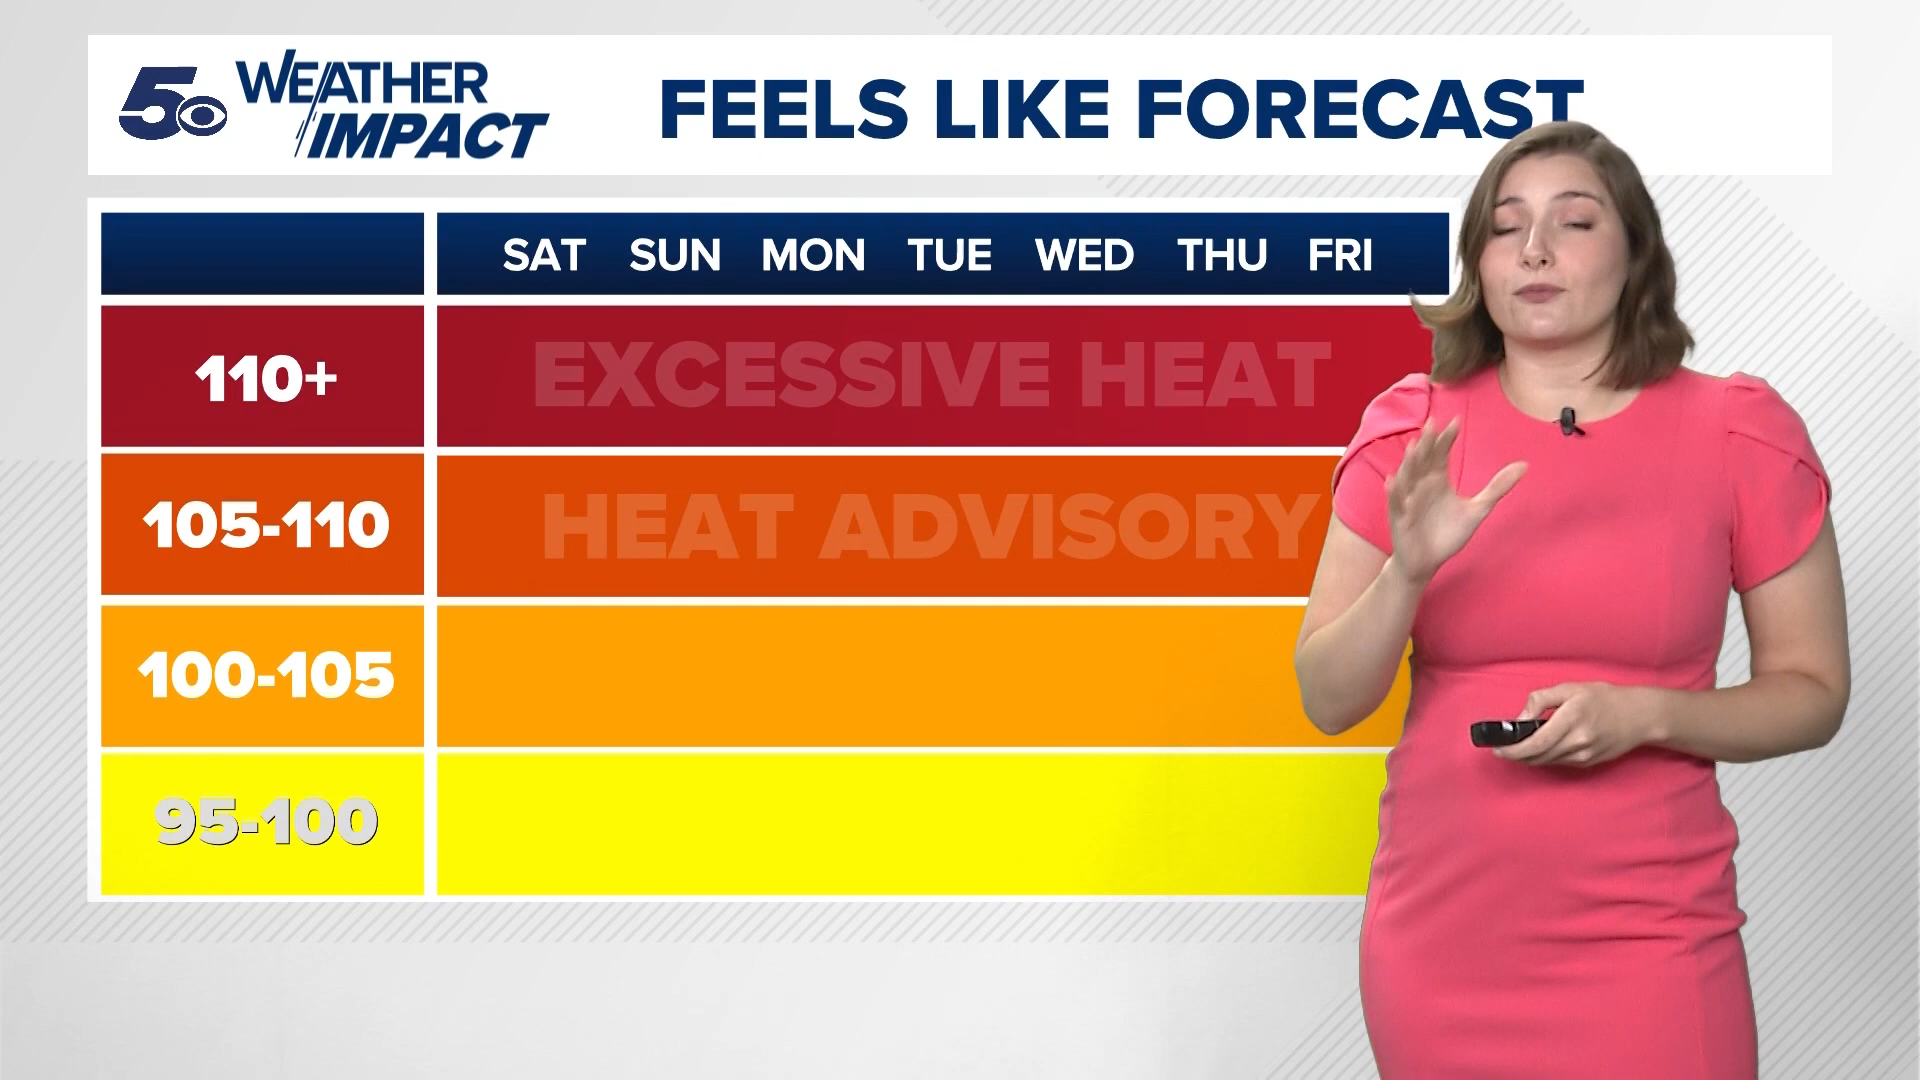 5 WEATHER
IMPACT
FEELS LIKE FORECAST
SAT SUN MON TUE WED THU FRI
110+ EXCESSIVE HEAT
105-110 HEAT ADVISORY
100-105
95-100